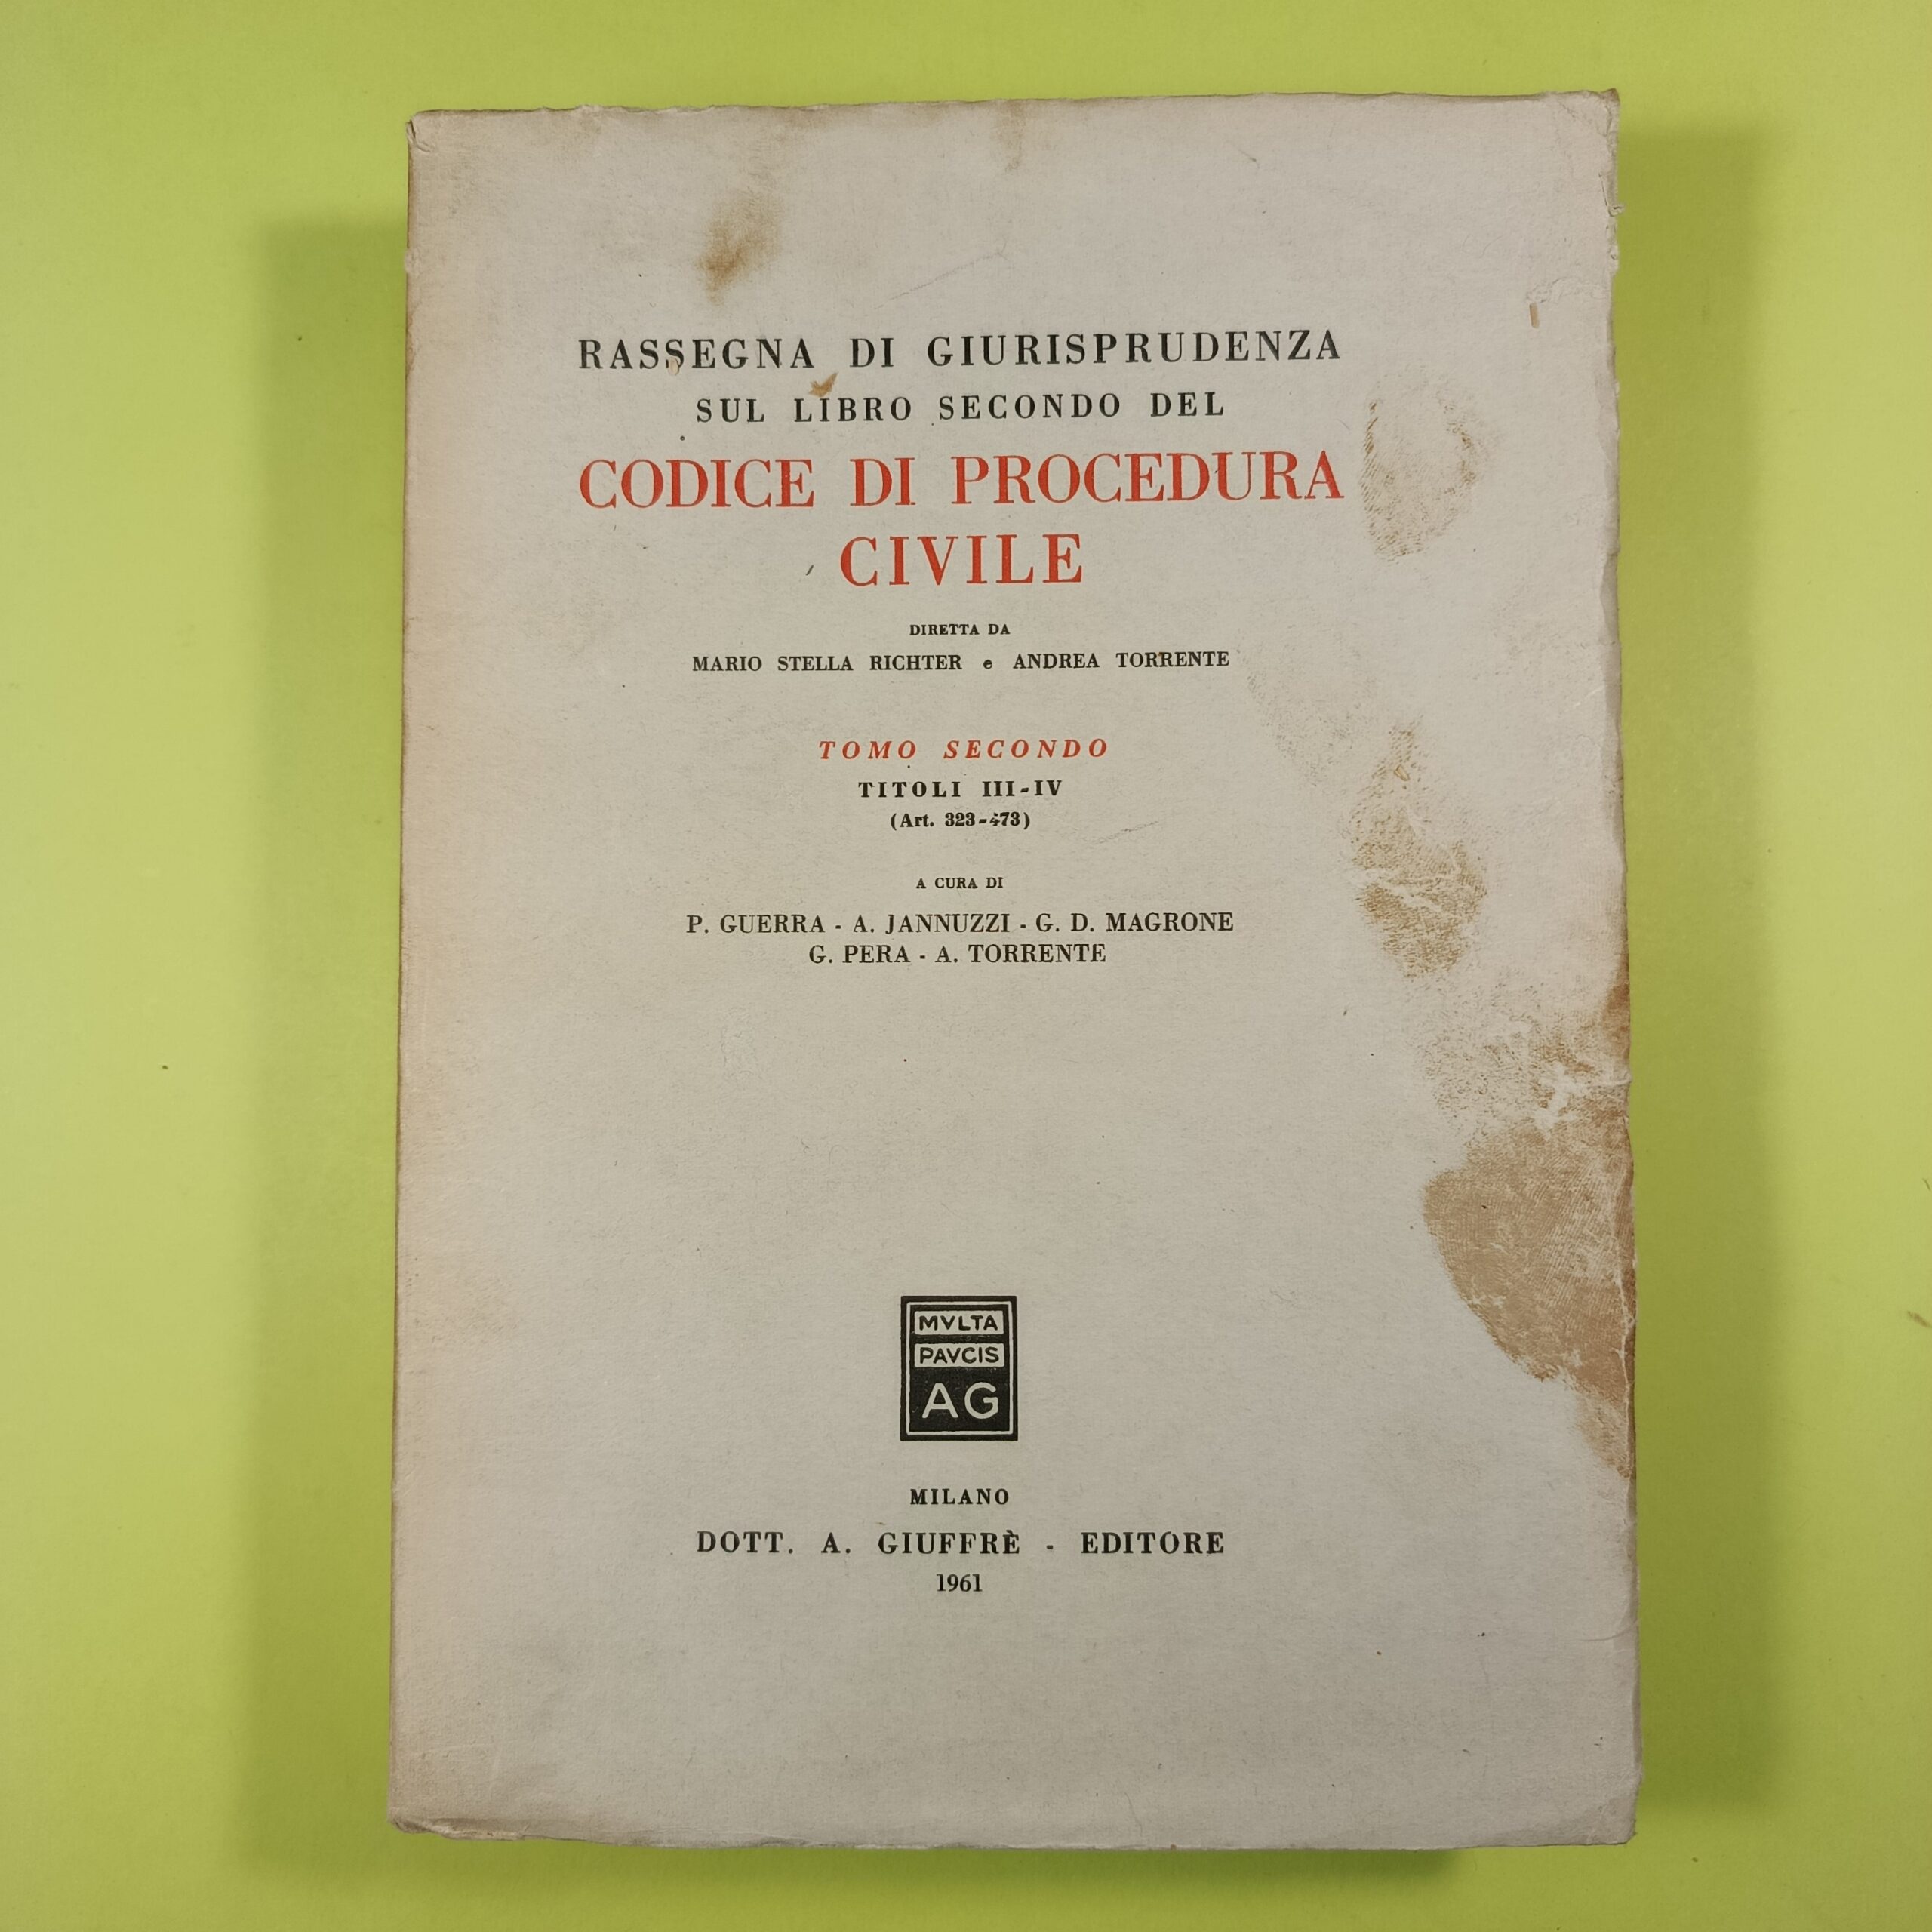 RASSEGNA DI GIURISPRUDENZA
SUL LIBRO SECONDO DEL
CODICE DI PROCEDURA
CIVILE
DIRETTA DA
MARIO STELLA RICHTER e ANDREA TORRENTE
TOMO SECONDO
TITOLI III-IV
(Art. 323-473)
A CURA DI
P. GUERRA - A. JANNUZZI - G. D. MAGRONE
G. PERA - A. TORRENTE
MVLTA
PAVCIS
AG
MILANO
DOTT. A. GIUFFRÈ - EDITORE
1961